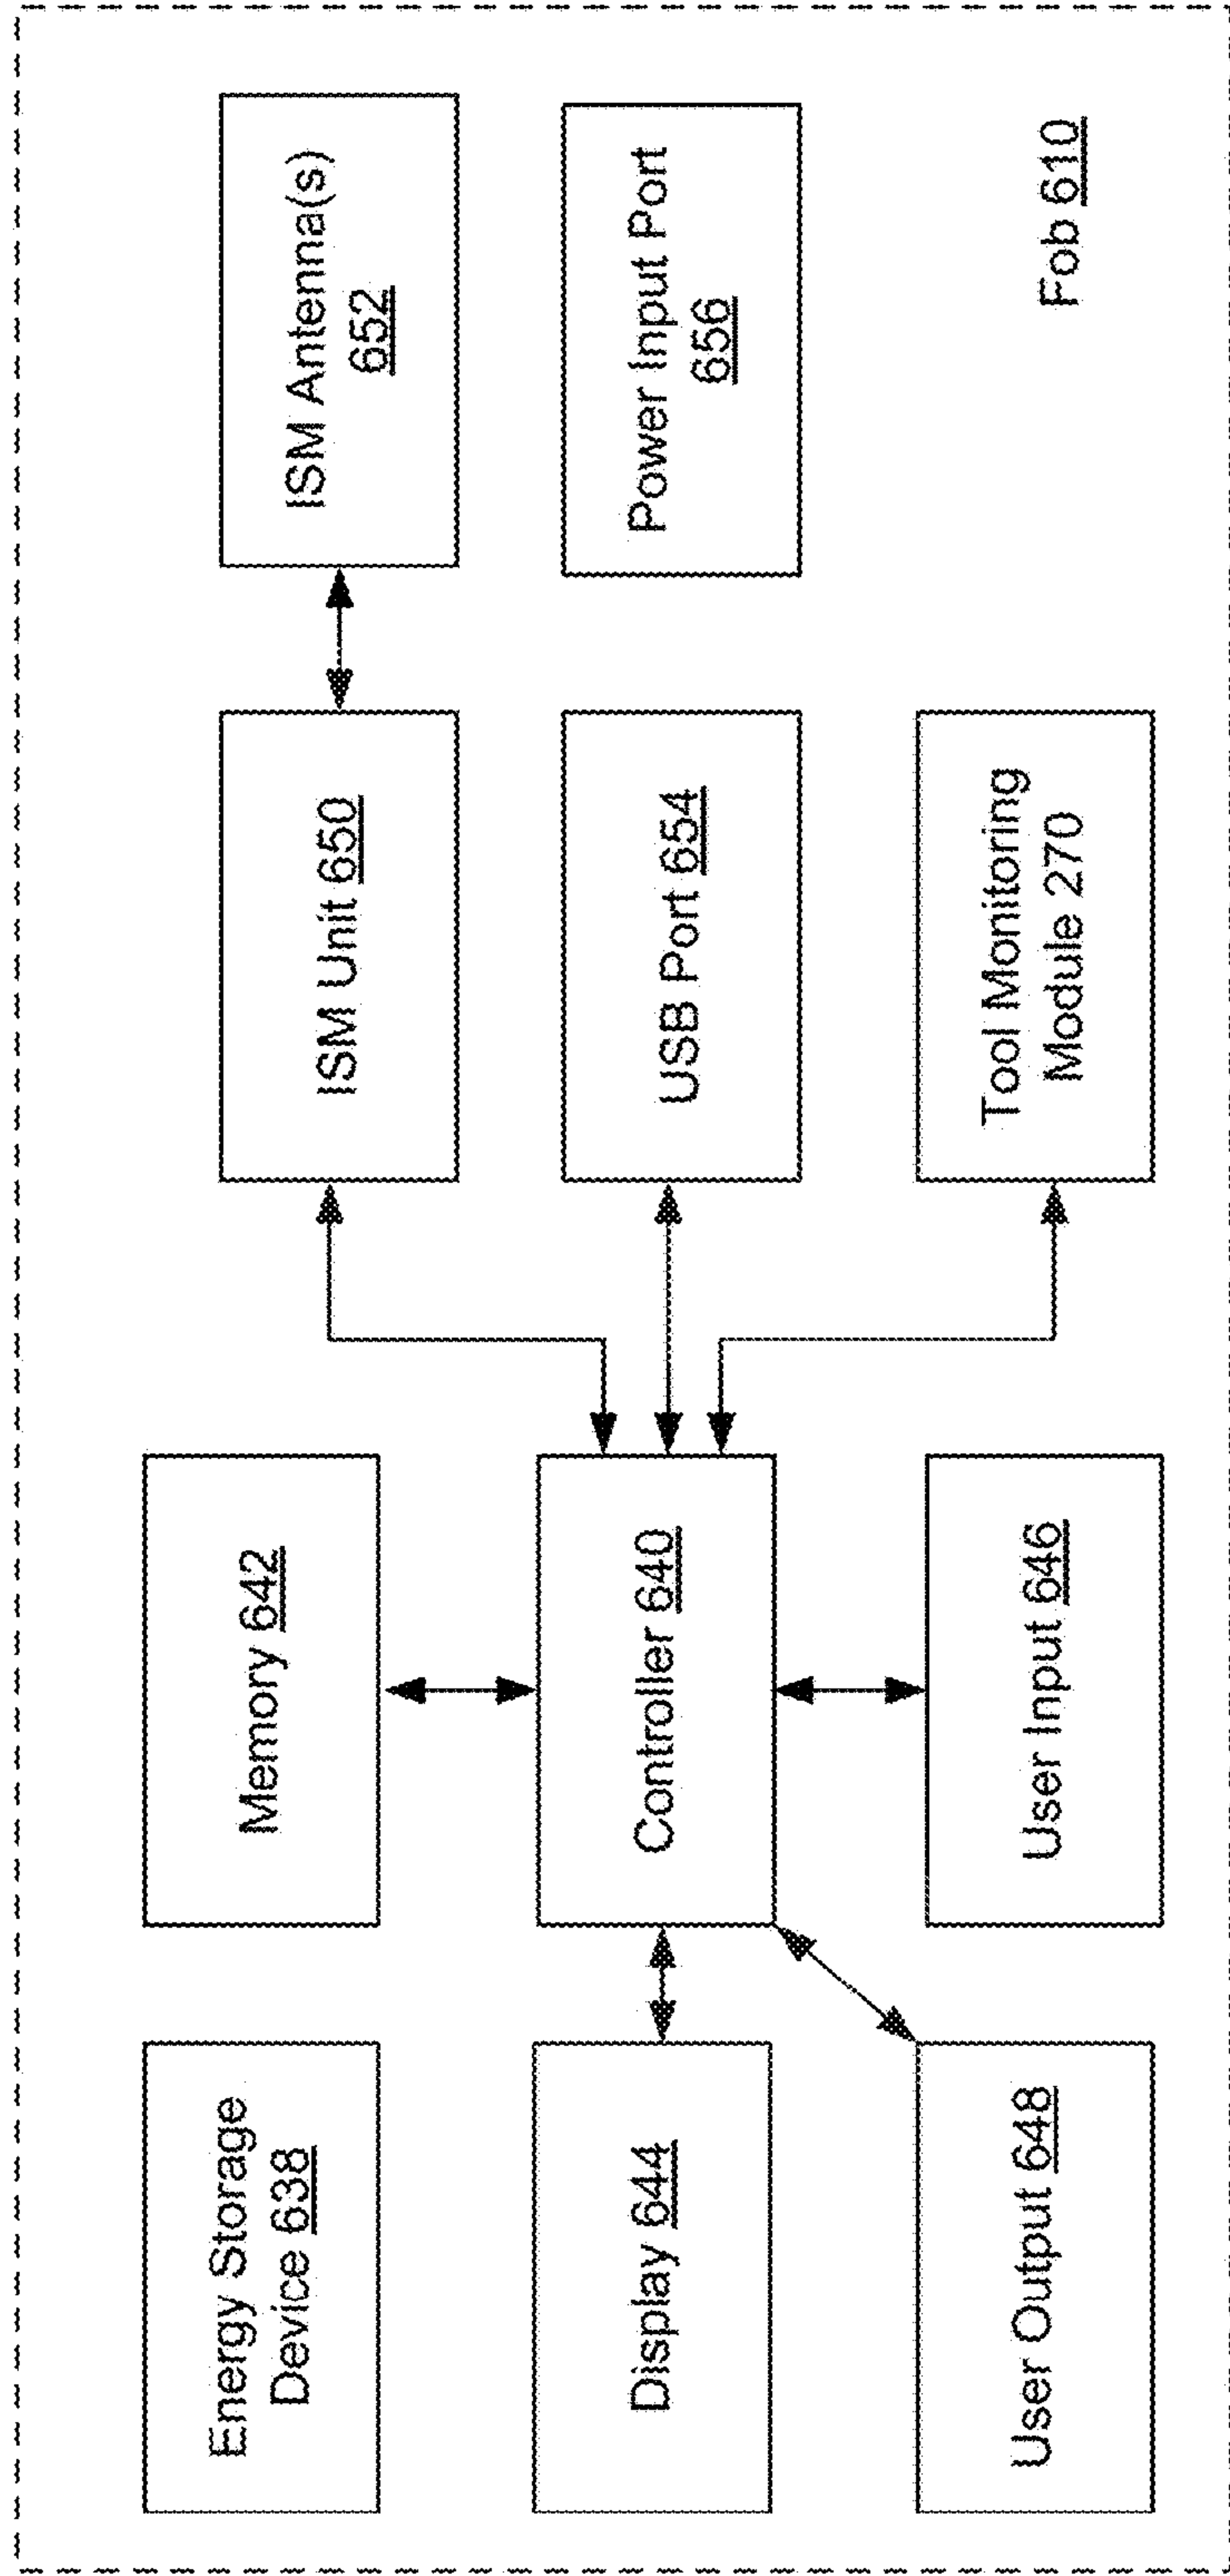 Energy Storage
Device 638
Memory 642
ISM Unit 650
ISM Antenna(s)
652
Display 644
Controller 640
USB Port 654
Power Input Port
656
User Output 648
User Input 646
Tool Monitoring
Module 270
Fob 610